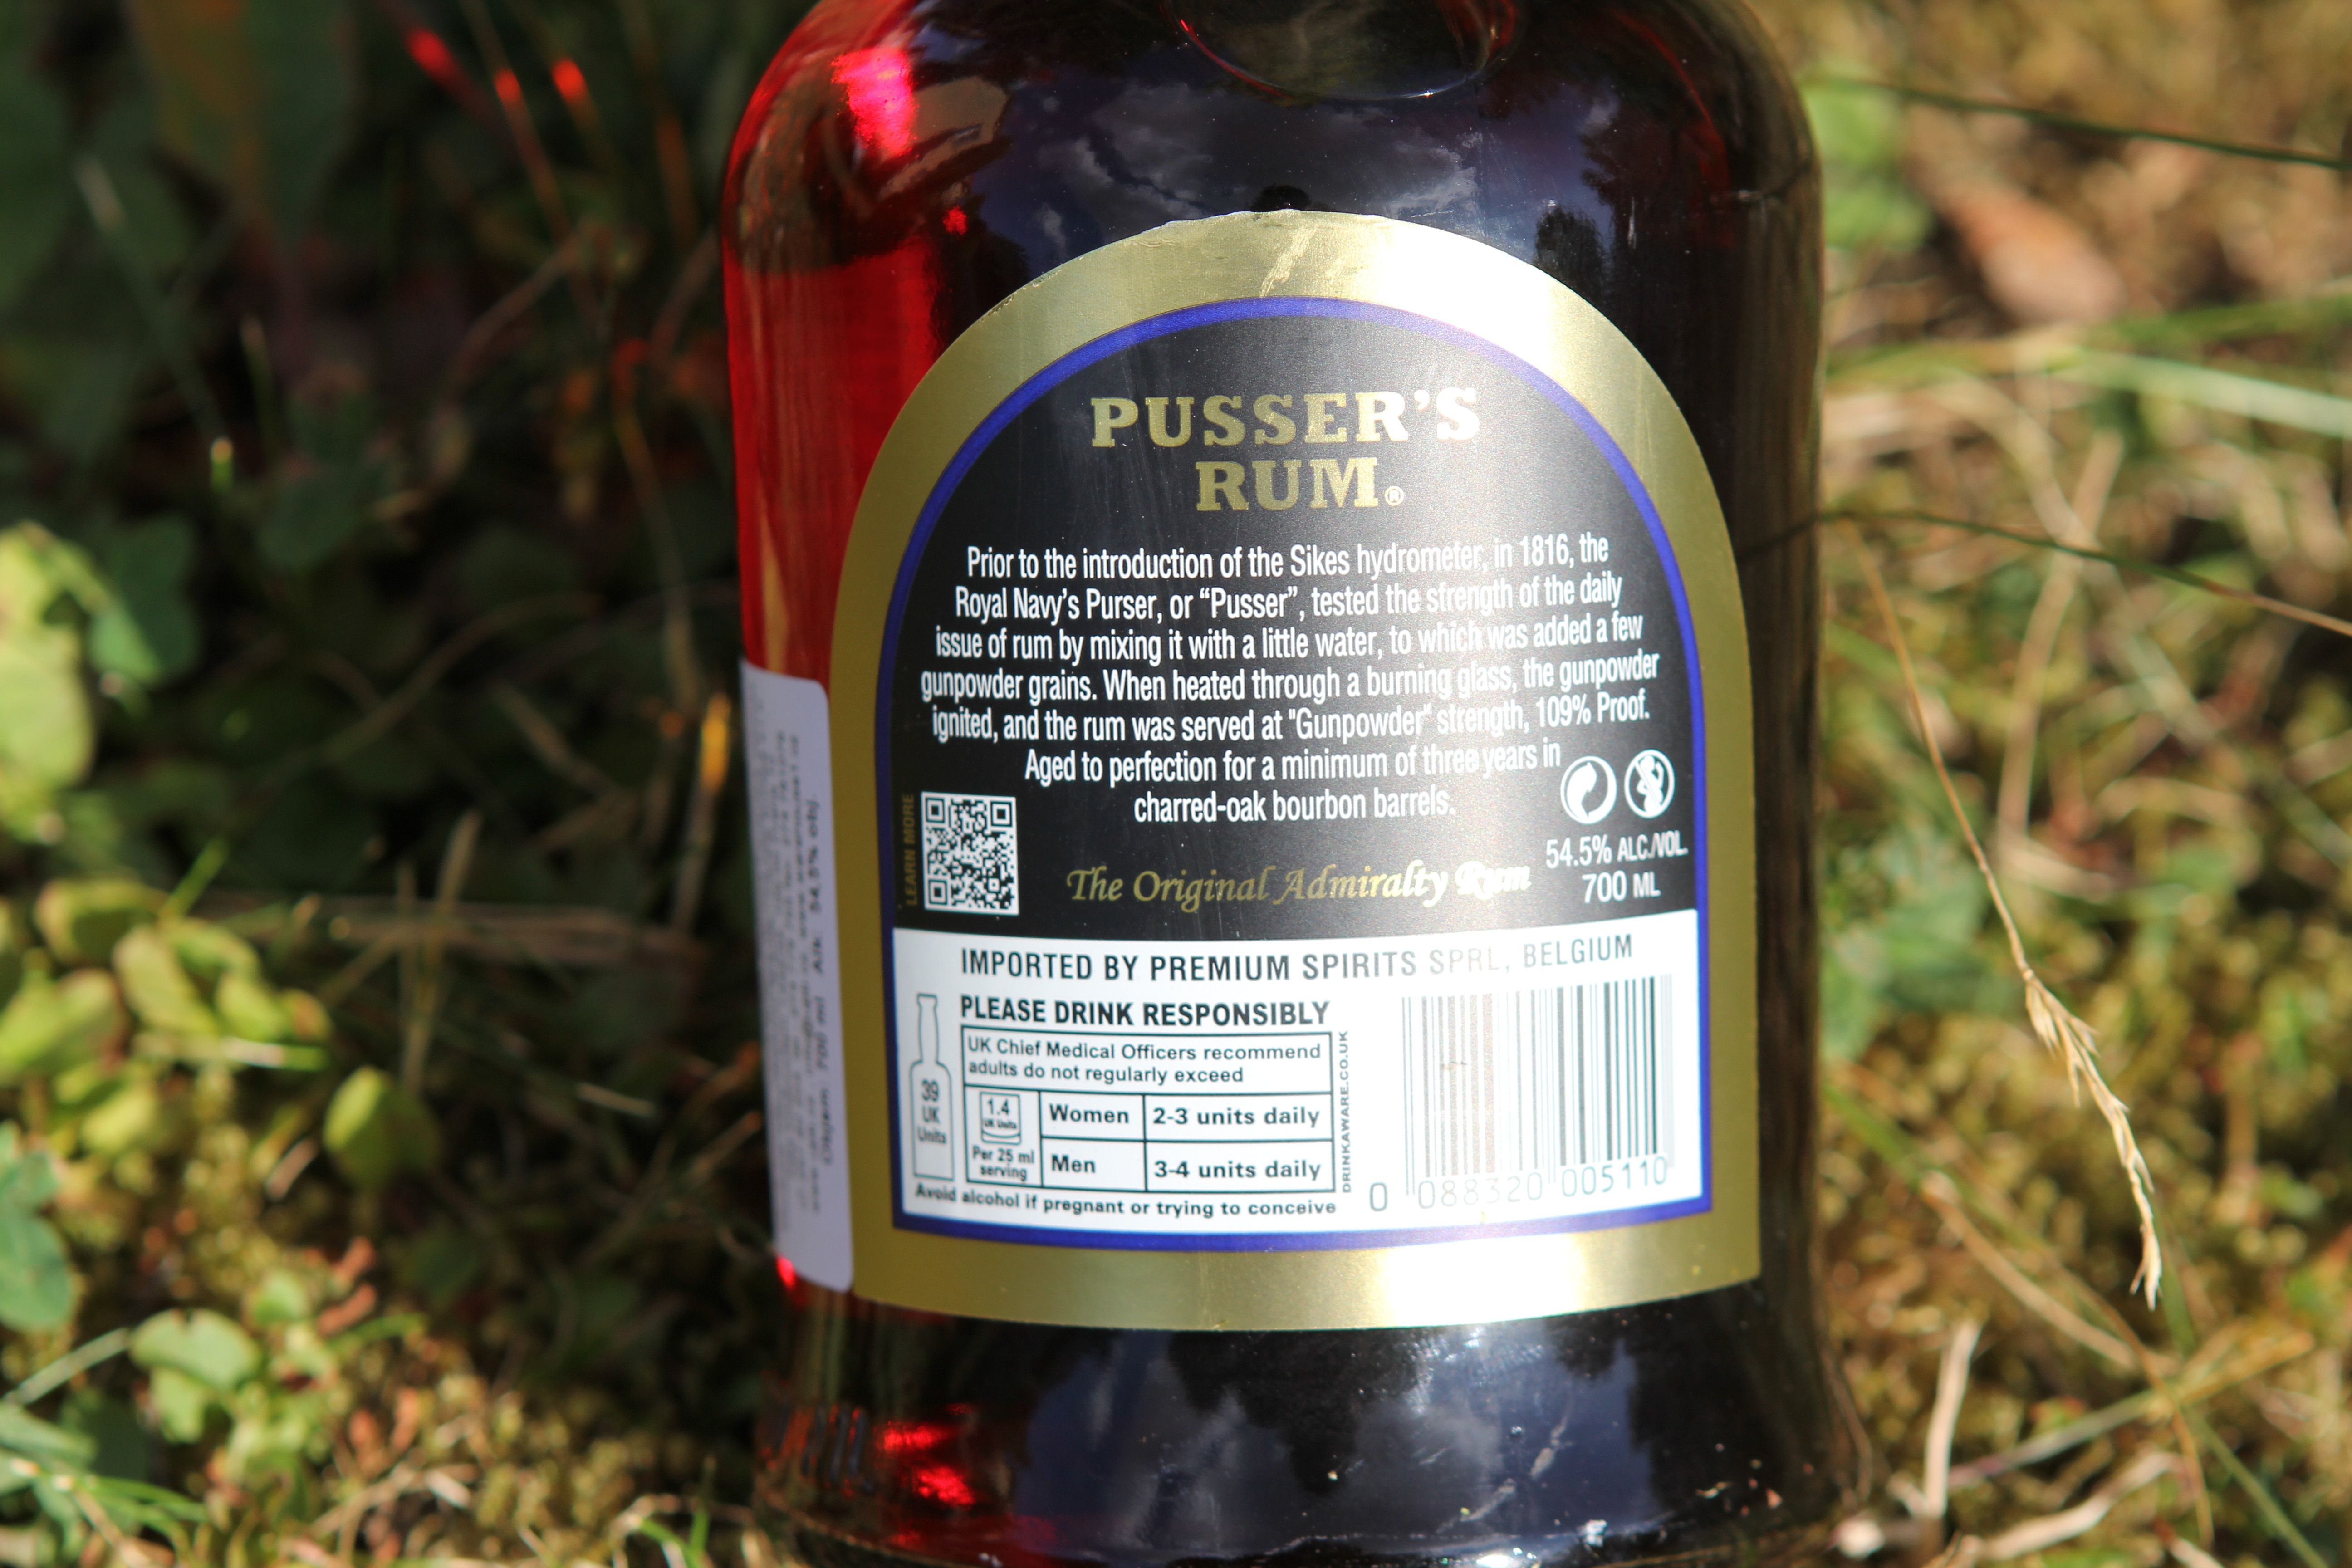 PUSSER'S
RUM®
Prior to the introduction of the Sikes hydrometer, in 1816, the
Royal Navy's Purser, or “Pusser”, tested the strength of the daily
issue of rum by mixing it with a little water, to which was added a few
gunpowder grains. When heated through a burning glass, the gunpowder
ignited, and the rum was served at "Gunpowder" strength, 109% Proof.
Aged to perfection for a minimum of three years in
charred-oak bourbon barrels.
LEARN MORE
The Original Admiralty Rum
54.5% ALC./VOL.
700 ML
IMPORTED BY PREMIUM SPIRITS SPRL, BELGIUM
PLEASE DRINK RESPONSIBLY
UK Chief Medical Officers recommend
adults do not regularly exceed
39
UK
Units
1.4
UK Units
Per 25 ml
serving
Women 2-3 units daily
Men 3-4 units daily
Avoid alcohol if pregnant or trying to conceive
DRINKAWARE.CO.UK
0 088320 005110
54.5% obj
700 ml